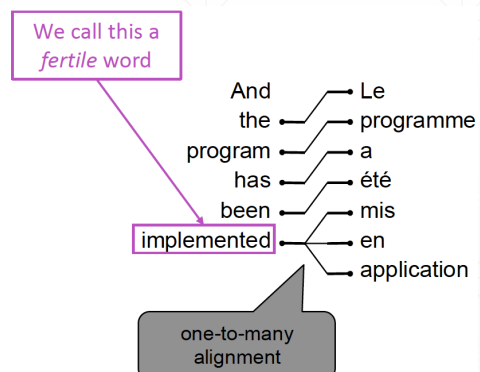 We call this a
fertile word
And
the
program
has
been
implemented
Le
programme
a
été
mis
en
application
one-to-many
alignment